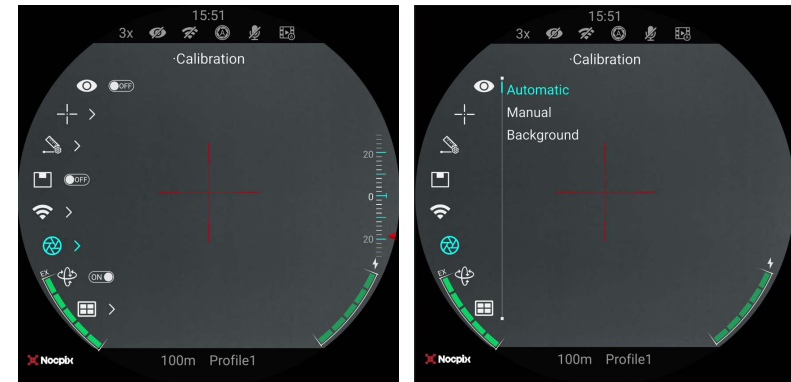 15:51
3x
·Calibration
OFF
20
OFF
0
20
EX
ON
Nocpix
100m Profile1
15:51
3x
·Calibration
Automatic
Manual
Background
EX
Nocpix
100m Profile1